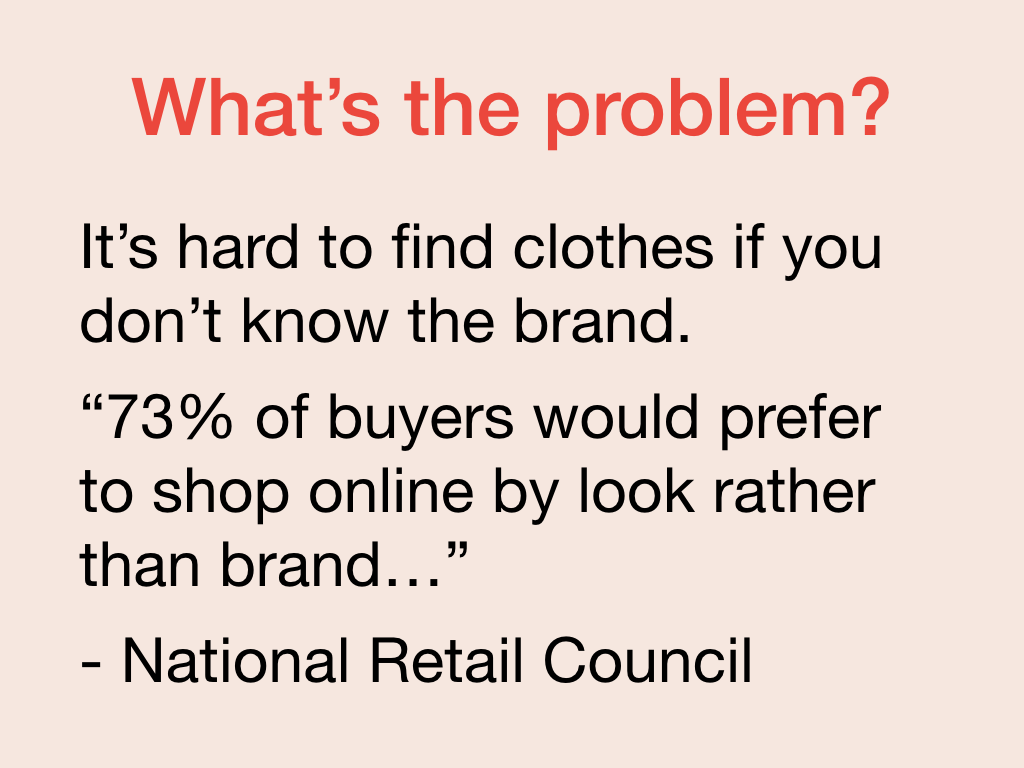 What’s the problem?
It’s hard to find clothes if you
don’t know the brand.
“73% of buyers would prefer
to shop online by look rather
than brand…”
- National Retail Council